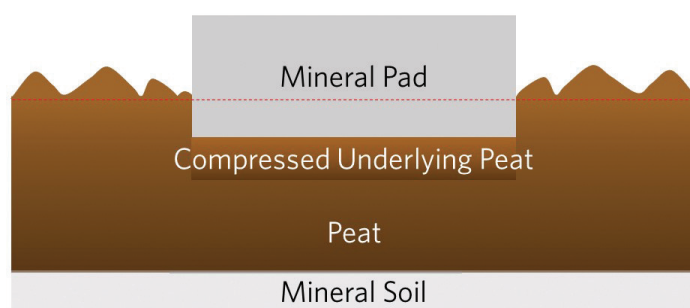 Mineral Pad
Compressed Underlying Peat
Peat
Mineral Soil